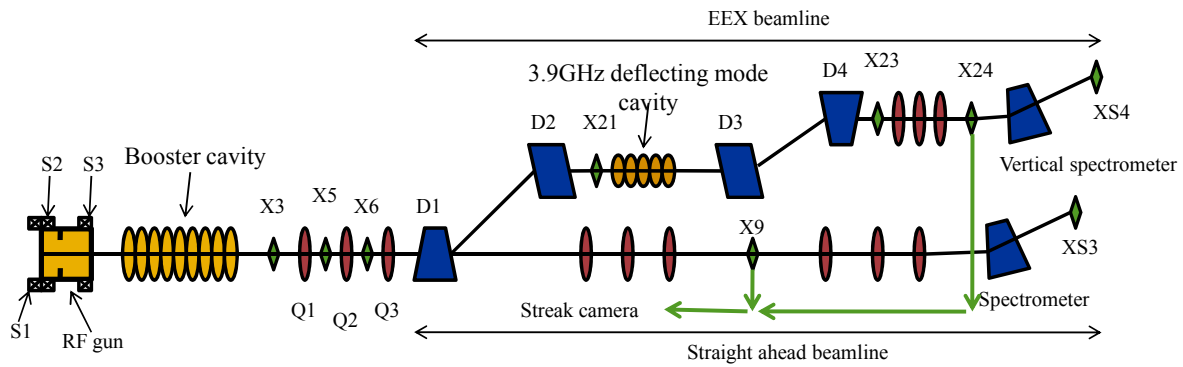 EEX beamline
3.9GHz deflecting mode
cavity
D4
X23
X24
XS4
D2
X21
D3
Vertical spectrometer
S2
S3
Booster cavity
X3
X5
X6
D1
X9
XS3
S1
RF gun
Q1
Q2
Q3
Streak camera
Spectrometer
Straight ahead beamline